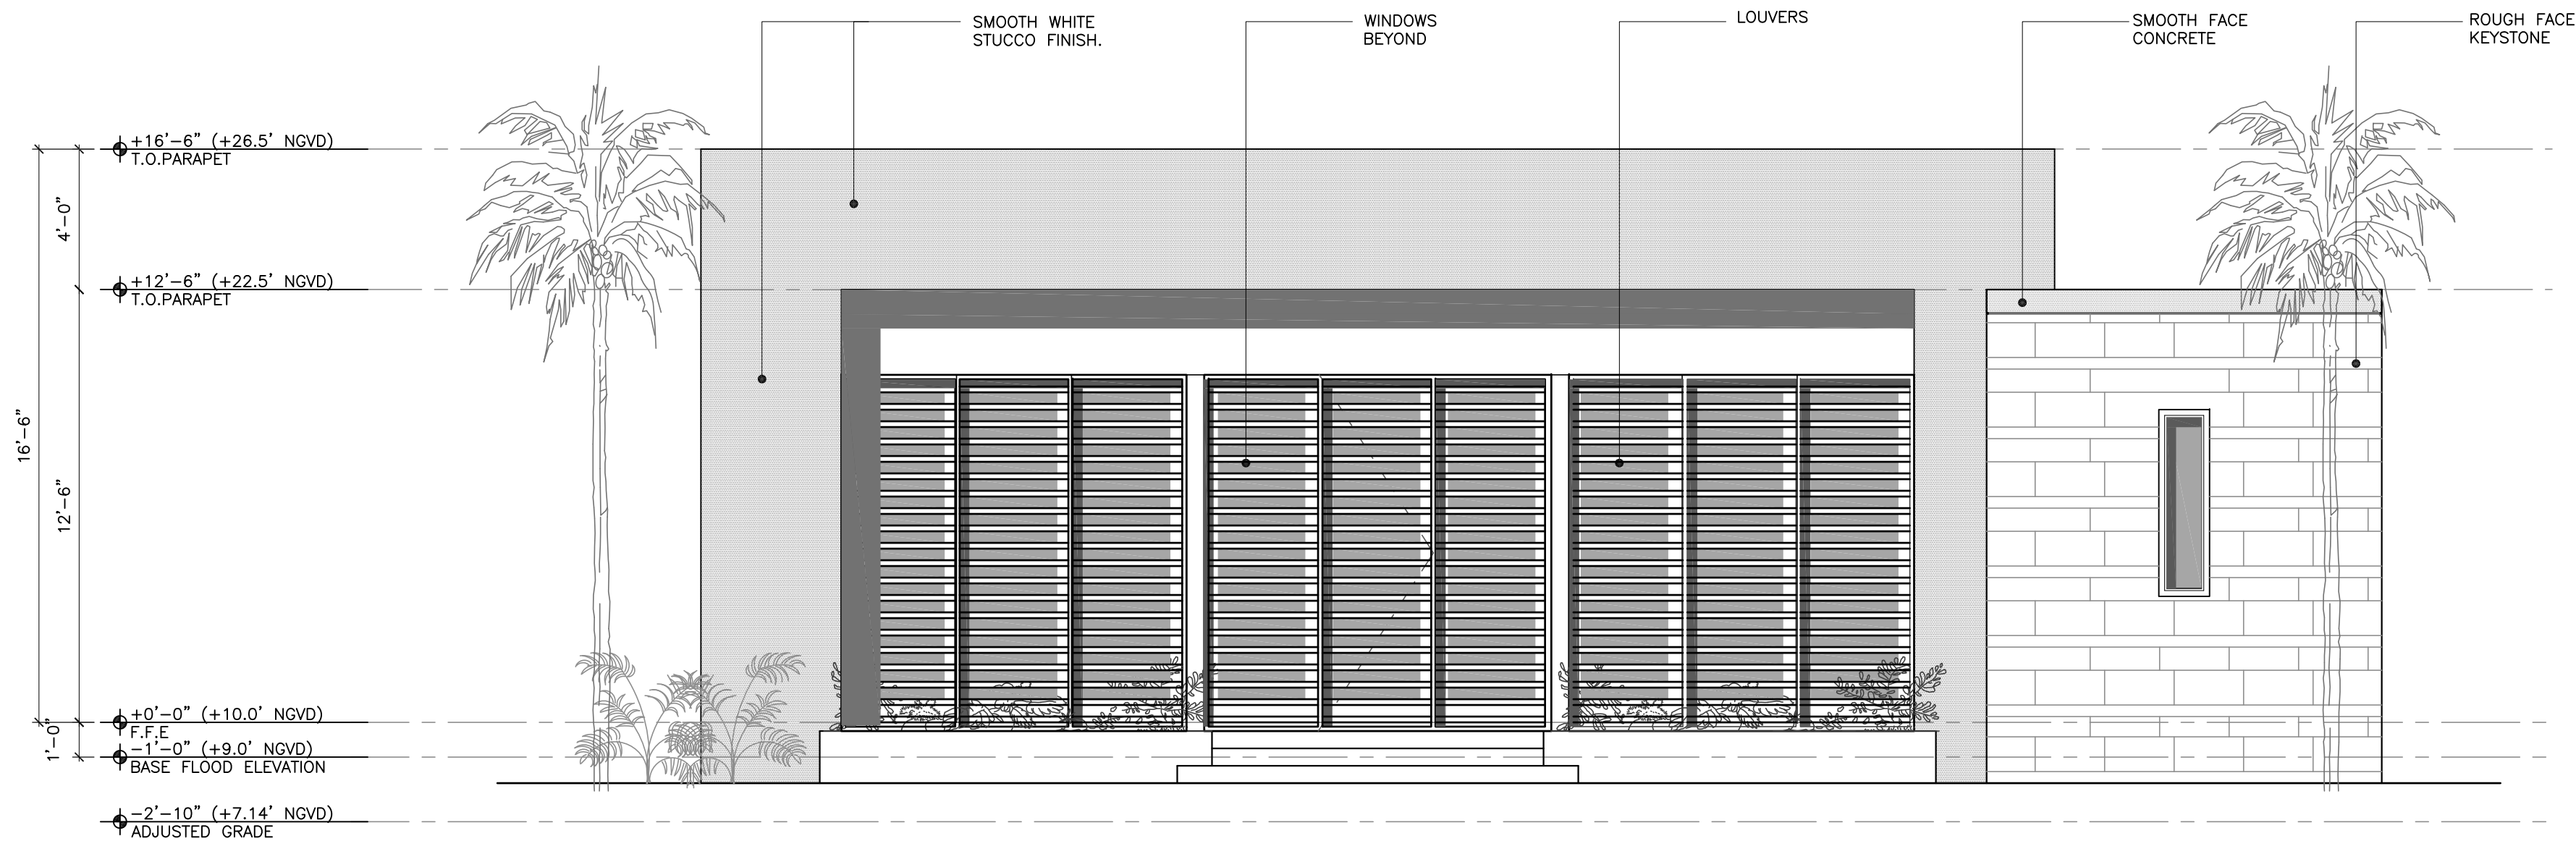 SMOOTH WHITE
STUCCO FINISH.
WINDOWS
BEYOND
LOUVERS
SMOOTH FACE
CONCRETE
ROUGH FACE
KEYSTONE
+16'-6" (+26.5' NGVD)
T.O.PARAPET
4'-0"
+12'-6" (+22.5' NGVD)
T.O.PARAPET
16'-6"
12'-6"
+0'-0" (+10.0' NGVD)
F.F.E
1'-0"
-1'-0" (+9.0' NGVD)
BASE FLOOD ELEVATION
-2'-10" (+7.14' NGVD)
ADJUSTED GRADE